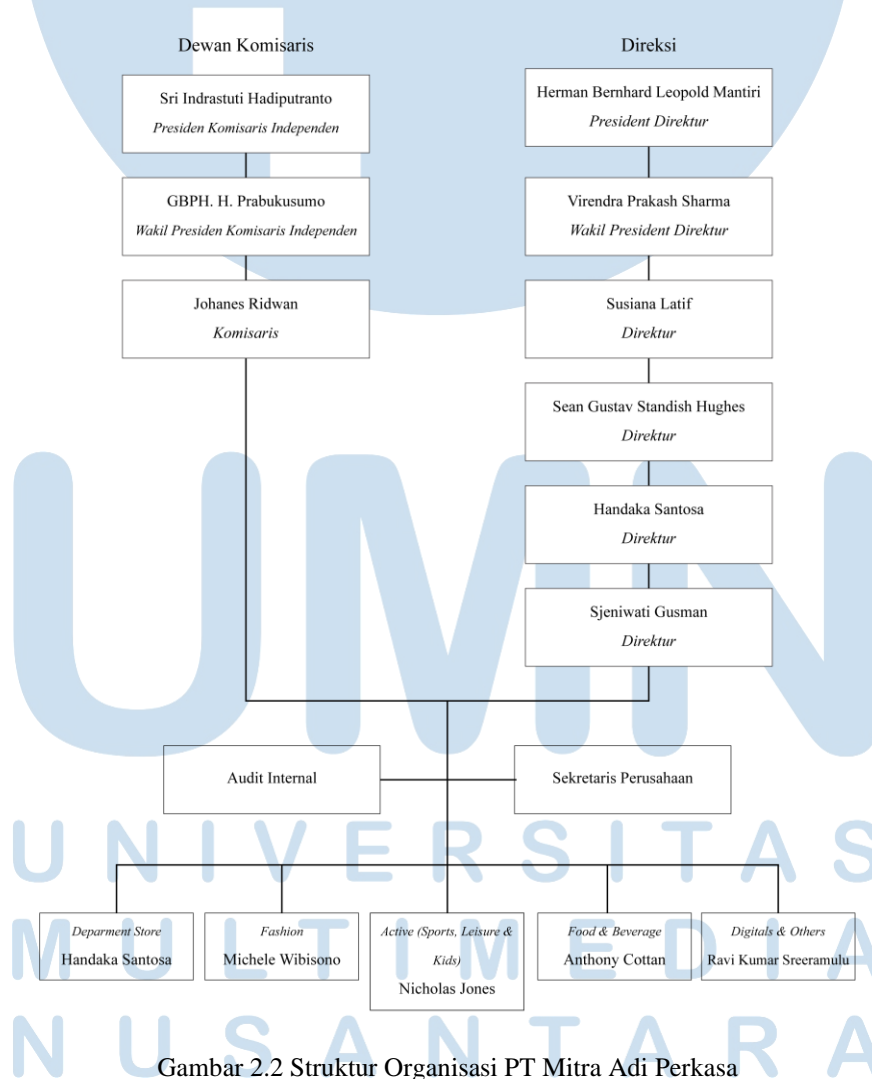 Dewan Komisaris
Direksi
Sri Indrastuti Hadiputranto
Presiden Komisaris Independen
Herman Bernhard Leopold Mantiri
President Direktur
GBPH. H. Prabukusumo
Wakil Presiden Komisaris Independen
Virendra Prakash Sharma
Wakil President Direktur
Johanes Ridwan
Komisaris
Susiana Latif
Direktur
Sean Gustav Standish Hughes
Direktur
Handaka Santosa
Direktur
Sjeniwati Gusman
Direktur
UMN
Audit Internal
Sekretaris Perusahaan
UNIVERSITAS
Deparment Store
Handaka Santosa
Fashion
Michele Wibisono
Active (Sports, Leisure &
Kids)
Nicholas Jones
Food & Beverage
Anthony Cottan
Digitals & Others
Ravi Kumar Sreeramulu
MULTIMEDIA
NUSANTARA
Gambar 2.2 Struktur Organisasi PT Mitra Adi Perkasa